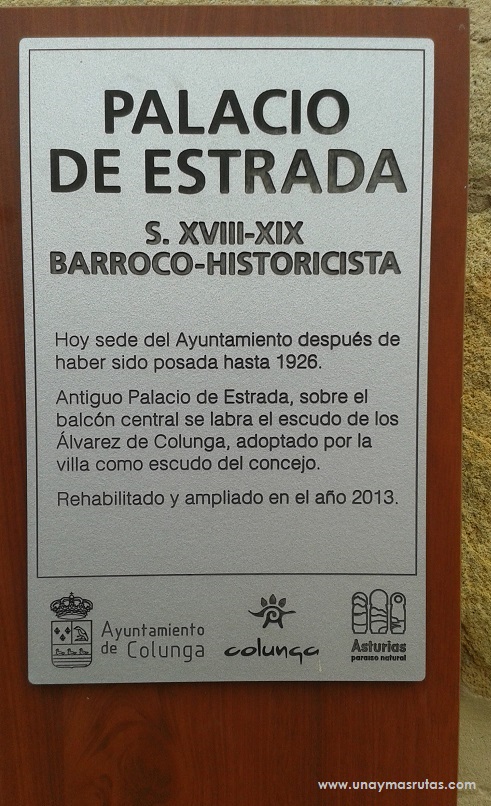 PALACIO
DE ESTRADA
S. XVIII-XIX
BARROCO-HISTORICISTA
Hoy sede del Ayuntamiento después de
haber sido posada hasta 1926.
Antiguo Palacio de Estrada, sobre el
balcón central se labra el escudo de los
Álvarez de Colunga, adoptado por la
villa como escudo del concejo.
Rehabilitado y ampliado en el año 2013.
Ayuntamiento
de Colunga
colunga
Asturias
paraíso natural
www.unaymasrutas.com